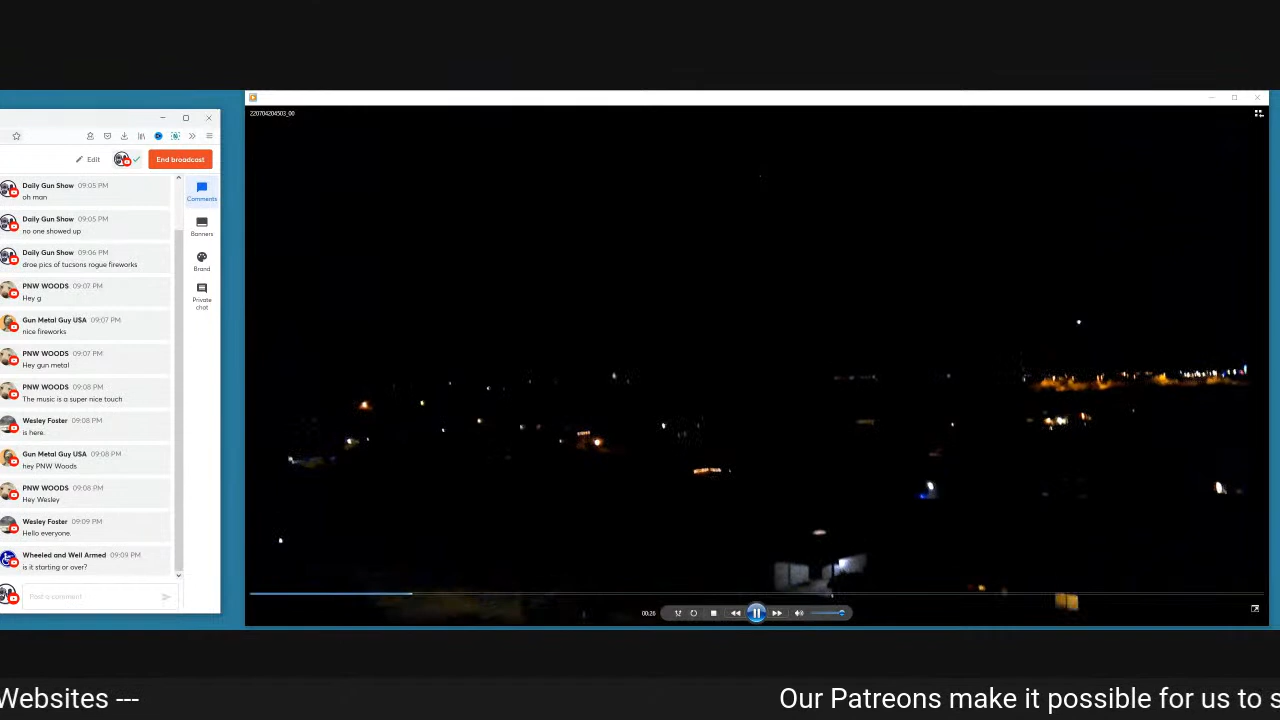 220704204503_00
Edit
End broadcast
Daily Gun Show 09:05 PM
oh man
Daily Gun Show 09:05 PM
no one showed up
Daily Gun Show 09:06 PM
droe pics of tucsons rogue fireworks
PNW WOODS 09:07 PM
Hey g
Gun Metal Guy USA 09:07 PM
nice fireworks
PNW WOODS 09:07 PM
Hey gun metal
PNW WOODS 09:08 PM
The music is a super nice touch
Wesley Foster 09:08 PM
is here.
Gun Metal Guy USA 09:08 PM
hey PNW Woods
PNW WOODS 09:08 PM
Hey Wesley
Wesley Foster 09:09 PM
Hello everyone.
Wheeled and Well Armed 09:09 PM
is it starting or over?
Post a comment
Comments
Banners
Brand
Private
chat
00:26
Websites ---
Our Patreons make it possible for us to s